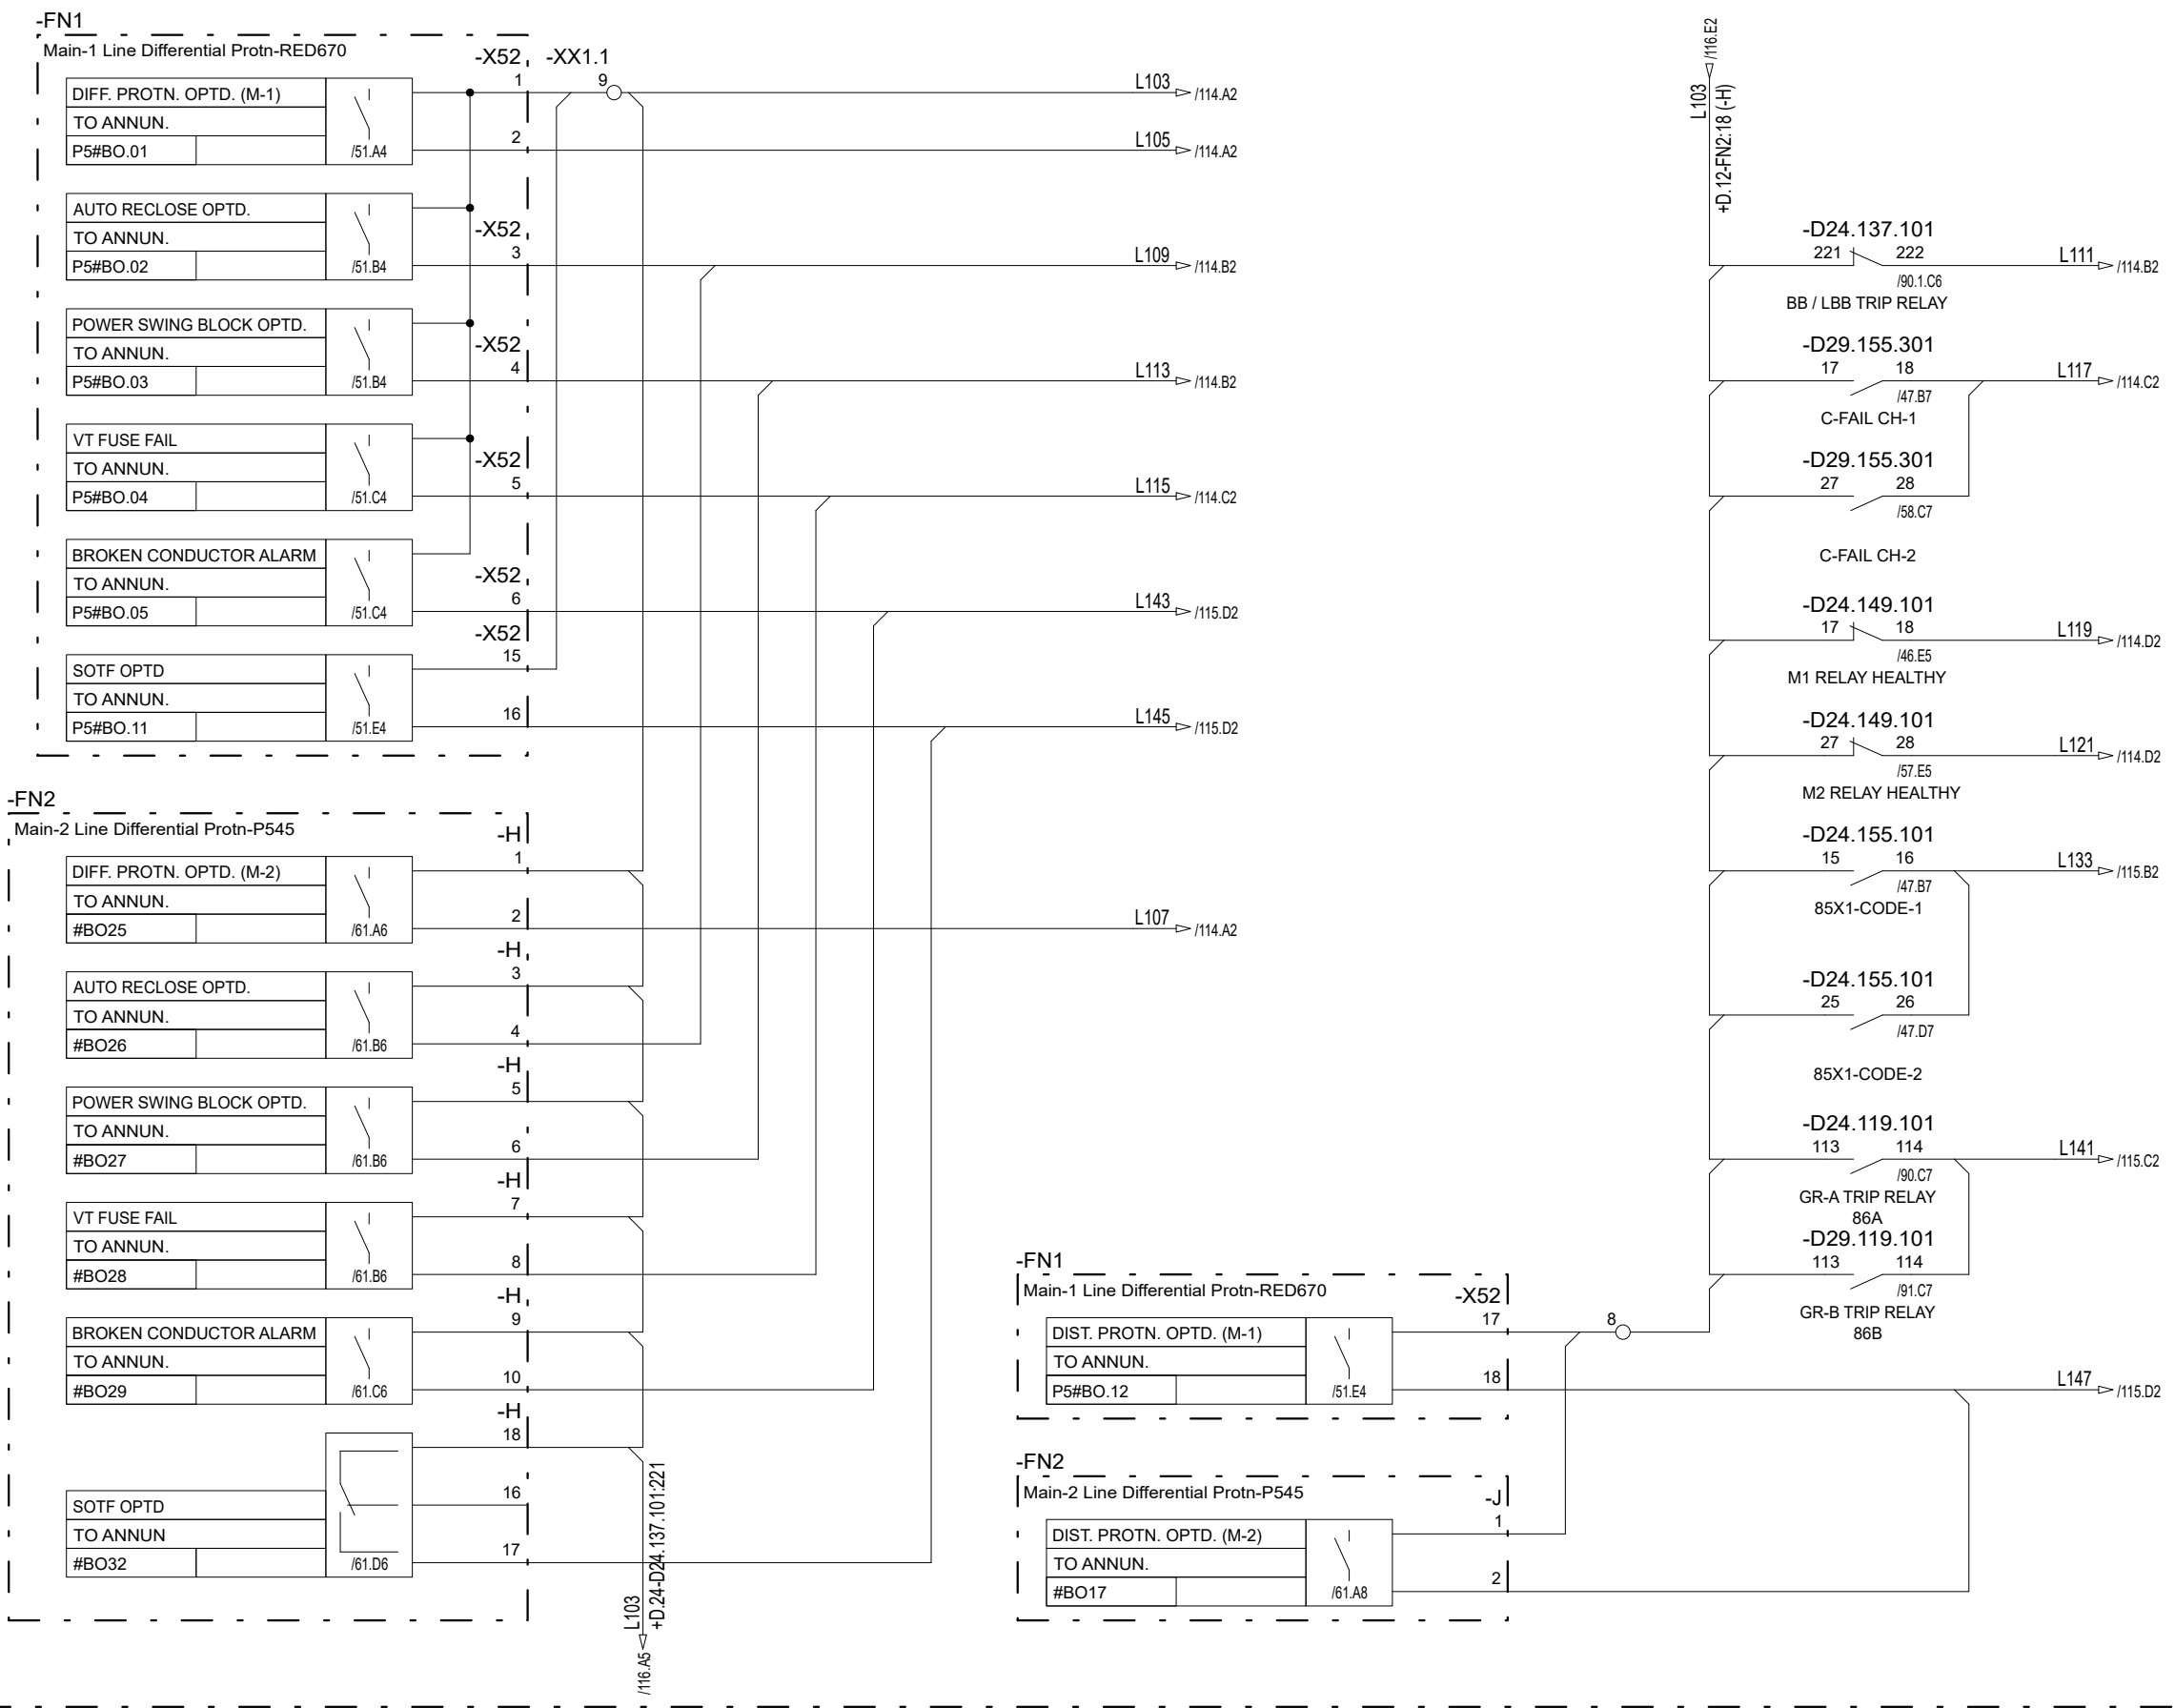 -FN1
Main-1 Line Differential Protn-RED670
-X52
-XX1.1
1
9
DIFF. PROTN. OPTD. (M-1)
TO ANNUN.
P5#BO.01
/51.A4
L103
/114.A2
2
L105
/114.A2
AUTO RECLOSE OPTD.
TO ANNUN.
P5#BO.02
/51.B4
-X52
3
L109
/114.B2
POWER SWING BLOCK OPTD.
TO ANNUN.
P5#BO.03
/51.B4
-X52
4
L113
/114.B2
VT FUSE FAIL
TO ANNUN.
P5#BO.04
/51.C4
-X52
5
L115
/114.C2
BROKEN CONDUCTOR ALARM
TO ANNUN.
P5#BO.05
/51.C4
-X52
6
L143
/115.D2
-X52
15
SOTF OPTD
TO ANNUN.
P5#BO.11
/51.E4
16
L145
/115.D2
-FN2
Main-2 Line Differential Protn-P545
-H
1
DIFF. PROTN. OPTD. (M-2)
TO ANNUN.
#BO25
/61.A6
2
L107
/114.A2
-H
3
AUTO RECLOSE OPTD.
TO ANNUN.
#BO26
/61.B6
4
-H
5
POWER SWING BLOCK OPTD.
TO ANNUN.
#BO27
/61.B6
6
-H
7
VT FUSE FAIL
TO ANNUN.
#BO28
/61.B6
8
-H
9
BROKEN CONDUCTOR ALARM
TO ANNUN.
#BO29
/61.C6
10
-H
18
16
SOTF OPTD
TO ANNUN
#BO32
/61.D6
17
L103
+D.24-D24.137.101:221
/116.A5
/116.E2
L103
+D.12-FN2:18 (-H)
-D24.137.101
221 222
/90.1.C6
BB / LBB TRIP RELAY
L111
/114.B2
-D29.155.301
17 18
/47.B7
C-FAIL CH-1
L117
/114.C2
-D29.155.301
27 28
/58.C7
C-FAIL CH-2
-D24.149.101
17 18
/46.E5
M1 RELAY HEALTHY
L119
/114.D2
-D24.149.101
27 28
/57.E5
M2 RELAY HEALTHY
L121
/114.D2
-D24.155.101
15 16
/47.B7
85X1-CODE-1
L133
/115.B2
-D24.155.101
25 26
/47.D7
85X1-CODE-2
-D24.119.101
113 114
/90.C7
GR-A TRIP RELAY
86A
L141
/115.C2
-D29.119.101
113 114
/91.C7
GR-B TRIP RELAY
86B
-FN1
Main-1 Line Differential Protn-RED670
-X52
17
8
DIST. PROTN. OPTD. (M-1)
TO ANNUN.
P5#BO.12
/51.E4
18
L147
/115.D2
-FN2
Main-2 Line Differential Protn-P545
-J
1
DIST. PROTN. OPTD. (M-2)
TO ANNUN.
#BO17
/61.A8
2